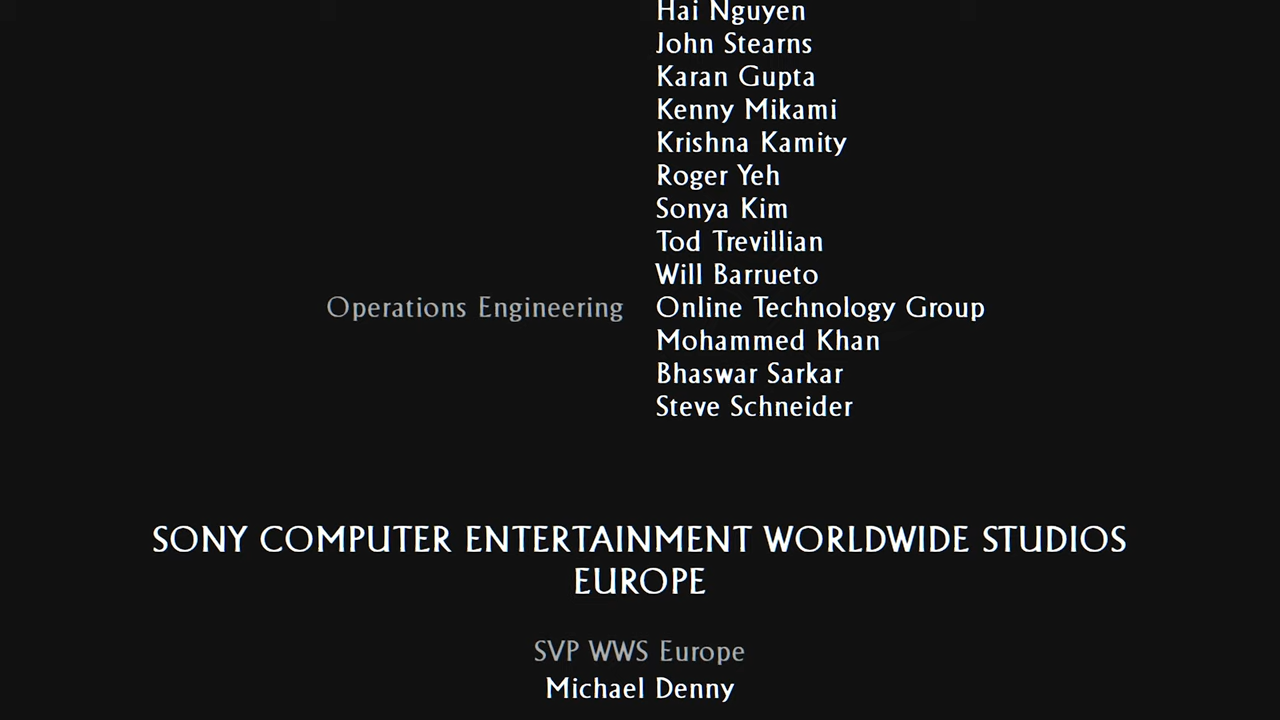 Hai Nguyen
John Stearns
Karan Gupta
Kenny Mikami
Krishna Kamity
Roger Yeh
Sonya Kim
Tod Trevillian
Will Barrueto
Operations Engineering Online Technology Group
Mohammed Khan
Bhaswar Sarkar
Steve Schneider
SONY COMPUTER ENTERTAINMENT WORLDWIDE STUDIOS
EUROPE
SVP WWS Europe
Michael Denny